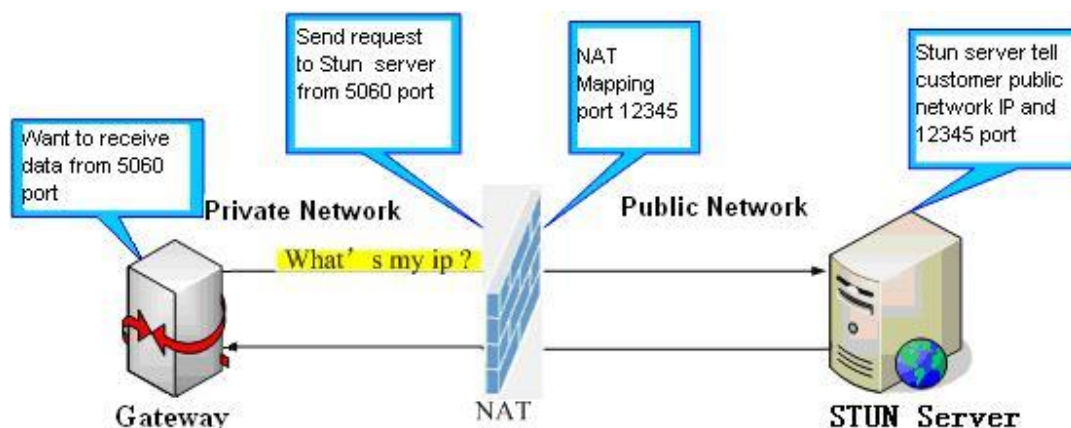 Send request
to Stun server
from 5060 port
NAT
Mapping
port 12345
Stun server tell
customer public
network IP and
12345 port
Want to receive
data from 5060
port
Private Network
Public Network
What's my ip ?
Gateway
NAT
STUN Server